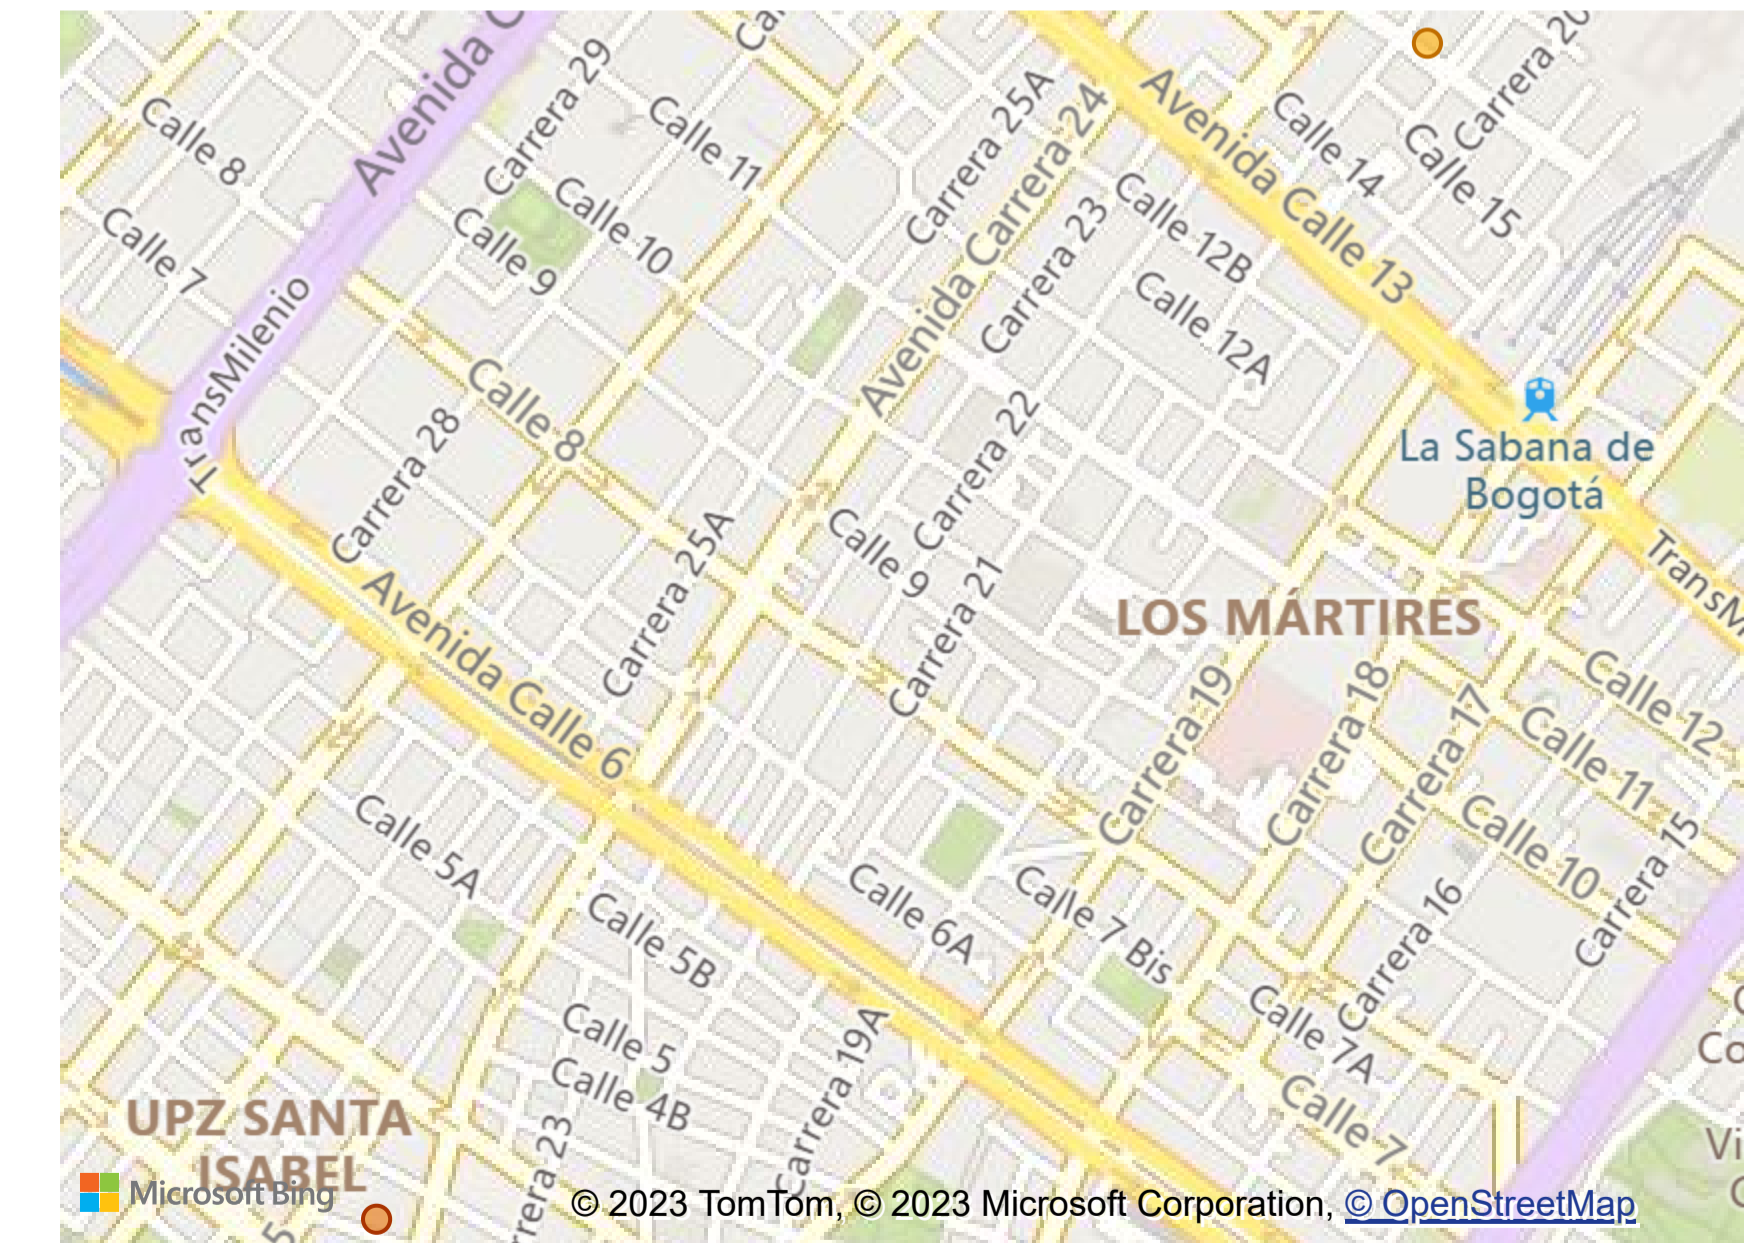 Avenida C
Carrera 29
Carrera 20
Calle 8
Calle 11
Carrera 25A
Avenida Calle 13
Calle 14
Calle 15
Calle 7
Calle 9
Calle 10
Avenida Carrera 24
Carrera 23
Calle 12B
Calle 12A
TransMilenio
Calle 8
Carrera 28
Carrera 22
La Sabana de
Bogotá
Carrera 25A
Calle 9
Carrera 21
TransM
Avenida Calle 6
LOS MÁRTIRES
Carrera 19
Carrera 18
Carrera 17
Calle 12
Calle 11
Calle 10
Carrera 15
Calle 5A
Calle 6A
Calle 7 Bis
Carrera 16
Calle 5B
Calle 5
Calle 4B
Carrera 19A
Calle 7A
Calle 7
Co
Vi
UPZ SANTA
ISABEL
rrera 23
Microsoft Bing
© 2023 TomTom, © 2023 Microsoft Corporation, © OpenStreetMap